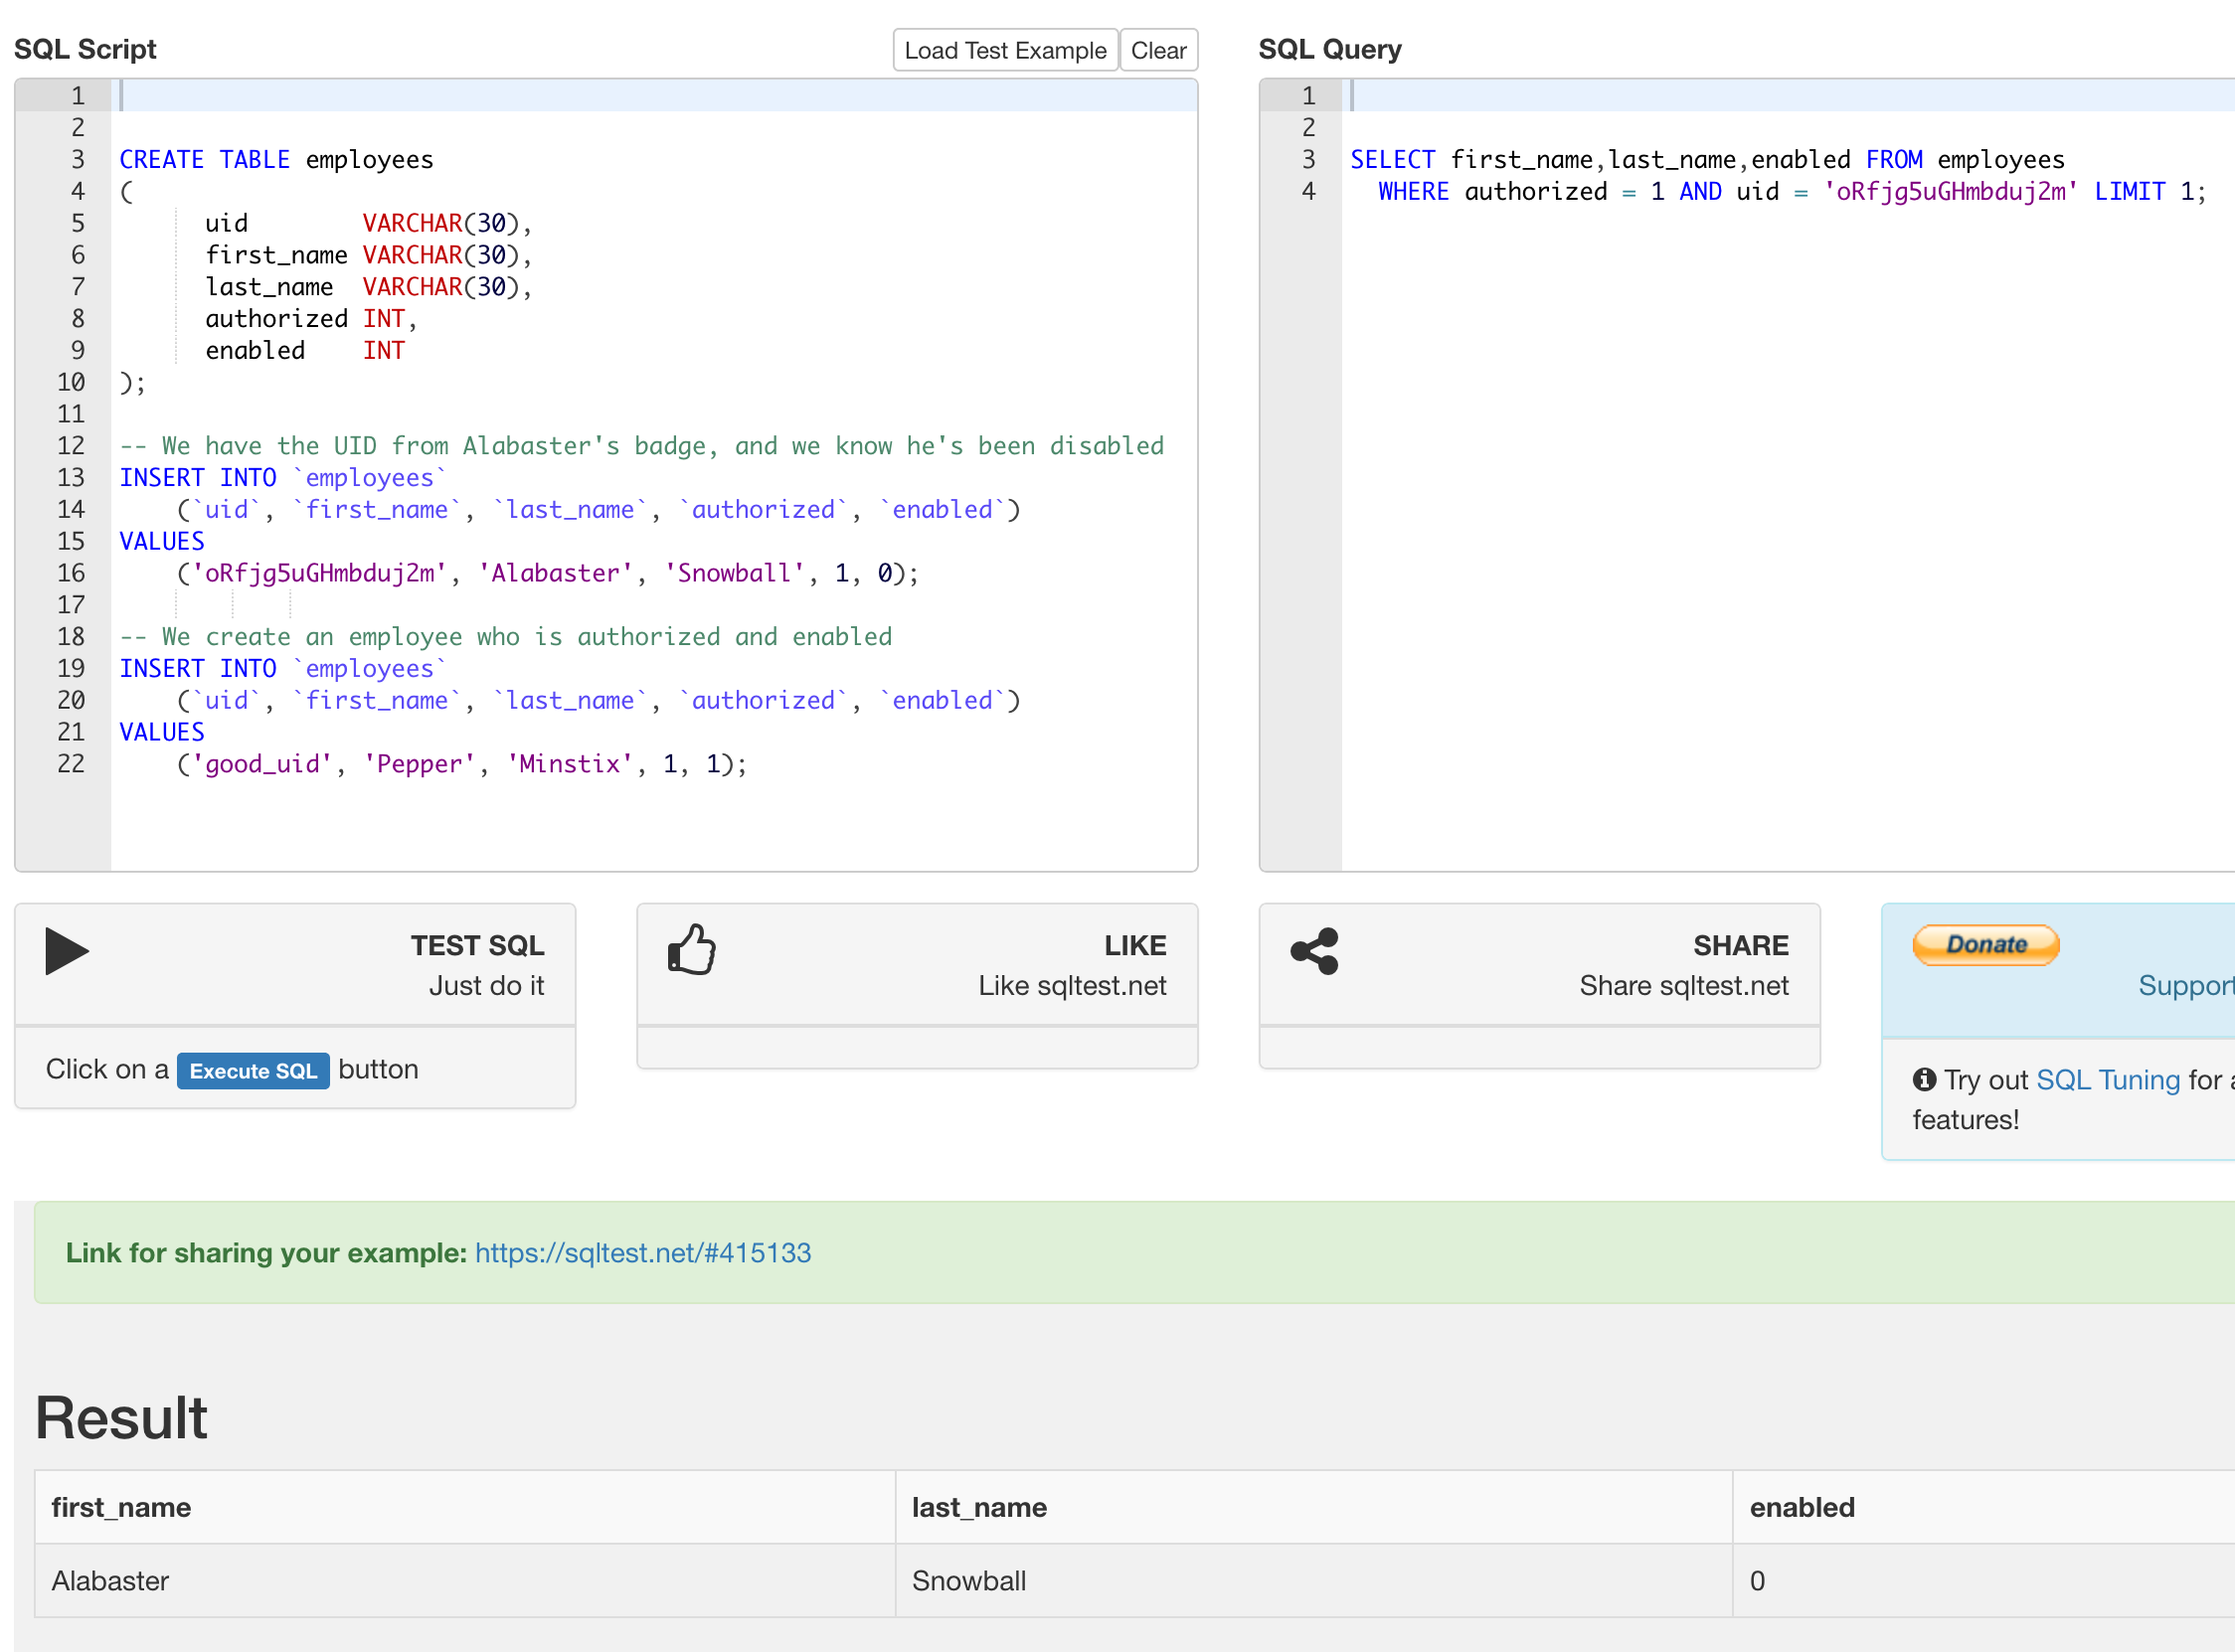 SQL Script
Load Test Example
Clear
1
2
3 CREATE TABLE employees
4 (
5 uid VARCHAR(30),
6 first_name VARCHAR(30),
7 last_name VARCHAR(30),
8 authorized INT,
9 enabled INT
10 );
11
12 -- We have the UID from Alabaster's badge, and we know he's been disabled
13 INSERT INTO `employees`
14 (`uid`, `first_name`, `last_name`, `authorized`, `enabled`)
15 VALUES
16 ('oRfjg5uGHmbduj2m', 'Alabaster', 'Snowball', 1, 0);
17
18 -- We create an employee who is authorized and enabled
19 INSERT INTO `employees`
20 (`uid`, `first_name`, `last_name`, `authorized`, `enabled`)
21 VALUES
22 ('good_uid', 'Pepper', 'Minstix', 1, 1);
SQL Query
1
2
3 SELECT first_name,last_name,enabled FROM employees
4 WHERE authorized = 1 AND uid = 'oRfjg5uGHmbduj2m' LIMIT 1;
TEST SQL
Just do it
Click on a Execute SQL button
LIKE
Like sqltest.net
SHARE
Share sqltest.net
Donate
Support
Try out SQL Tuning for a
features!
Link for sharing your example: https://sqltest.net/#415133
Result
first_name last_name enabled
Alabaster Snowball 0